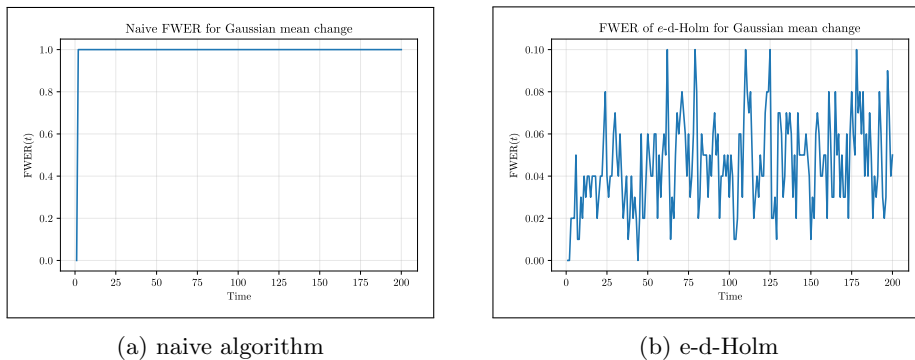 Naive FWER for Gaussian mean change
1.0
0.8
0.6
0.4
0.2
0.0
FWER(t)
0 25 50 75 100 125 150 175 200
Time
(a) naive algorithm
FWER of e-d-Holm for Gaussian mean change
0.10
0.08
0.06
0.04
0.02
0.00
FWER(t)
0 25 50 75 100 125 150 175 200
Time
(b) e-d-Holm